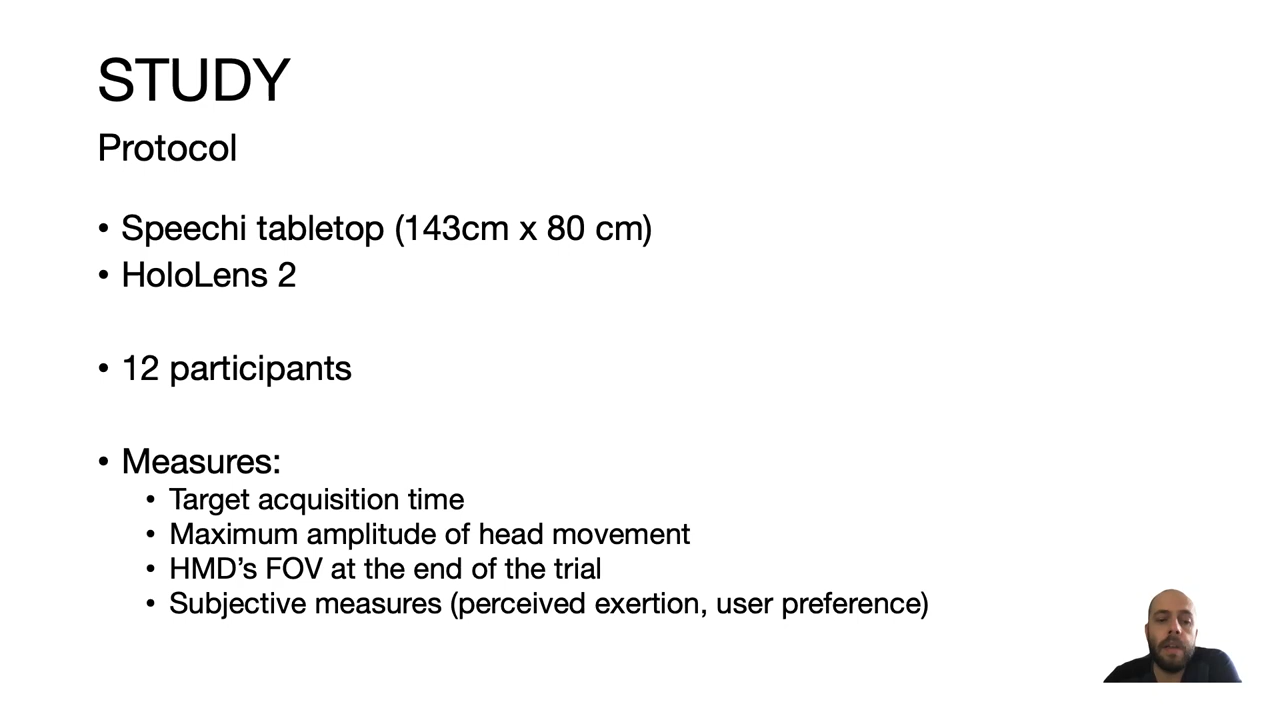 STUDY
Protocol
• Speechi tabletop (143cm x 80 cm)
• HoloLens 2
• 12 participants
• Measures:
• Target acquisition time
• Maximum amplitude of head movement
• HMD’s FOV at the end of the trial
• Subjective measures (perceived exertion, user preference)